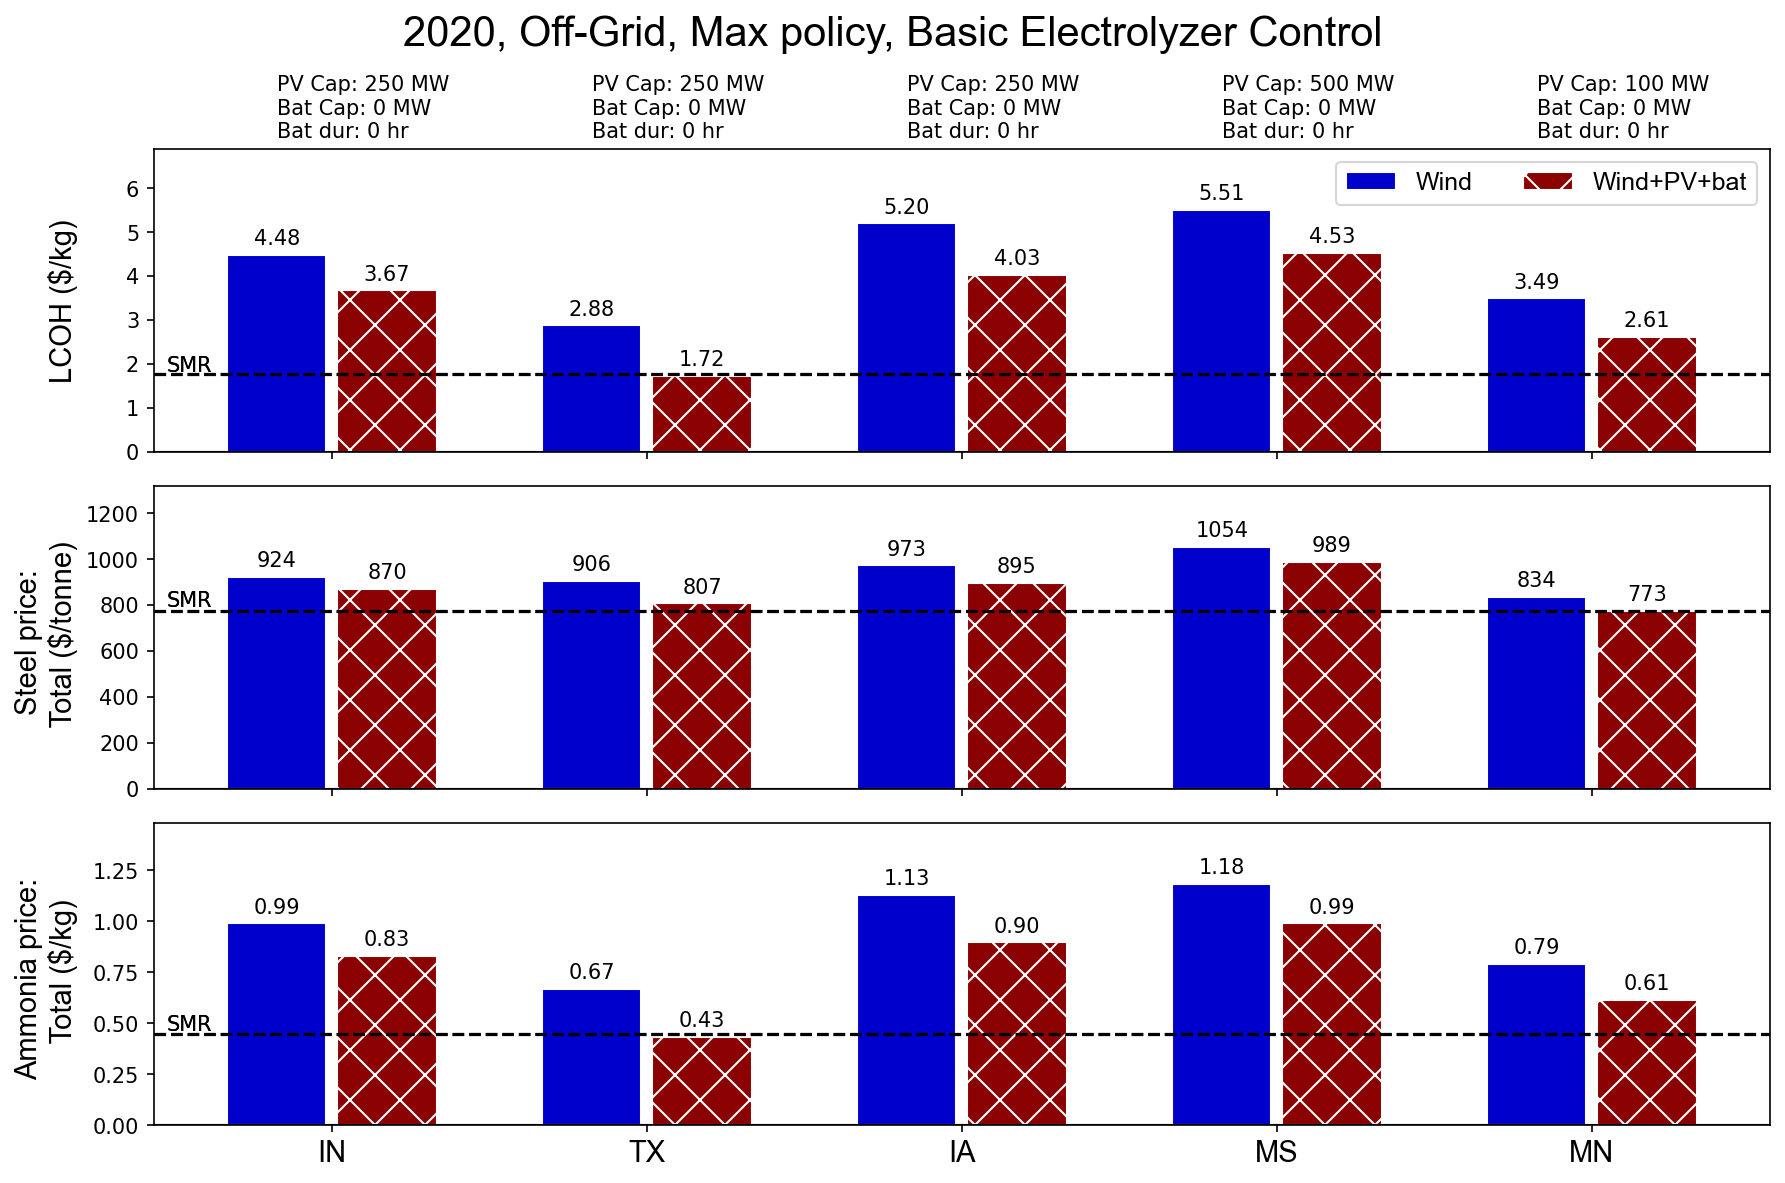 2020, Off-Grid, Max policy, Basic Electrolyzer Control
PV Cap: 250 MW
Bat Cap: 0 MW
Bat dur: 0 hr
PV Cap: 250 MW
Bat Cap: 0 MW
Bat dur: 0 hr
PV Cap: 250 MW
Bat Cap: 0 MW
Bat dur: 0 hr
PV Cap: 500 MW
Bat Cap: 0 MW
Bat dur: 0 hr
PV Cap: 100 MW
Bat Cap: 0 MW
Bat dur: 0 hr
LCOH ($/kg)
6
5
4
3
2
1
0
SMR
Wind
Wind+PV+bat
4.48
3.67
2.88
1.72
5.20
4.03
5.51
4.53
3.49
2.61
Steel price:
Total ($/tonne)
1200
1000
800
600
400
200
0
SMR
924
870
906
807
973
895
1054
989
834
773
Ammonia price:
Total ($/kg)
1.25
1.00
0.75
0.50
0.25
0.00
SMR
0.99
0.83
0.67
0.43
1.13
0.90
1.18
0.99
0.79
0.61
IN
TX
IA
MS
MN